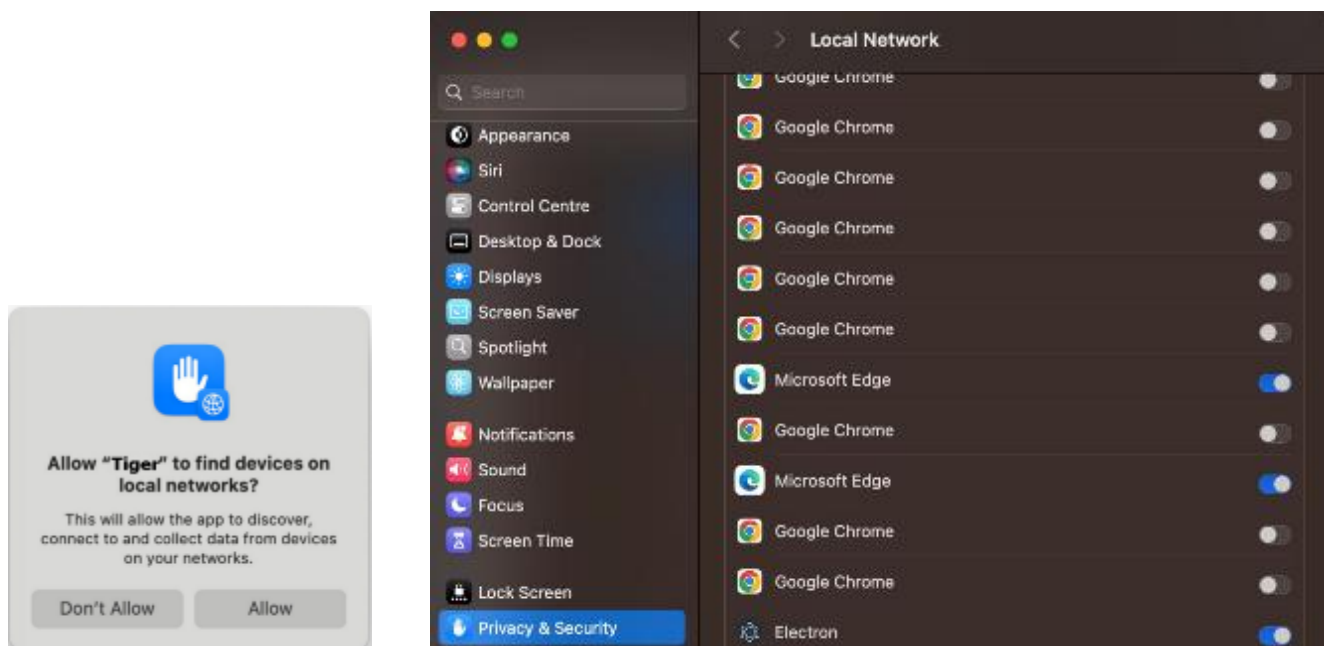 Allow “Tiger” to find devices on
local networks?
This will allow the app to discover,
connect to and collect data from devices
on your networks.
Don't Allow
Allow
Search
Appearance
Siri
Control Centre
Desktop & Dock
Displays
Screen Saver
Spotlight
Wallpaper
Notifications
Sound
Focus
Screen Time
Lock Screen
Privacy & Security
Local Network
Google Chrome
Google Chrome
Google Chrome
Google Chrome
Google Chrome
Google Chrome
Microsoft Edge
Google Chrome
Microsoft Edge
Google Chrome
Google Chrome
Electron